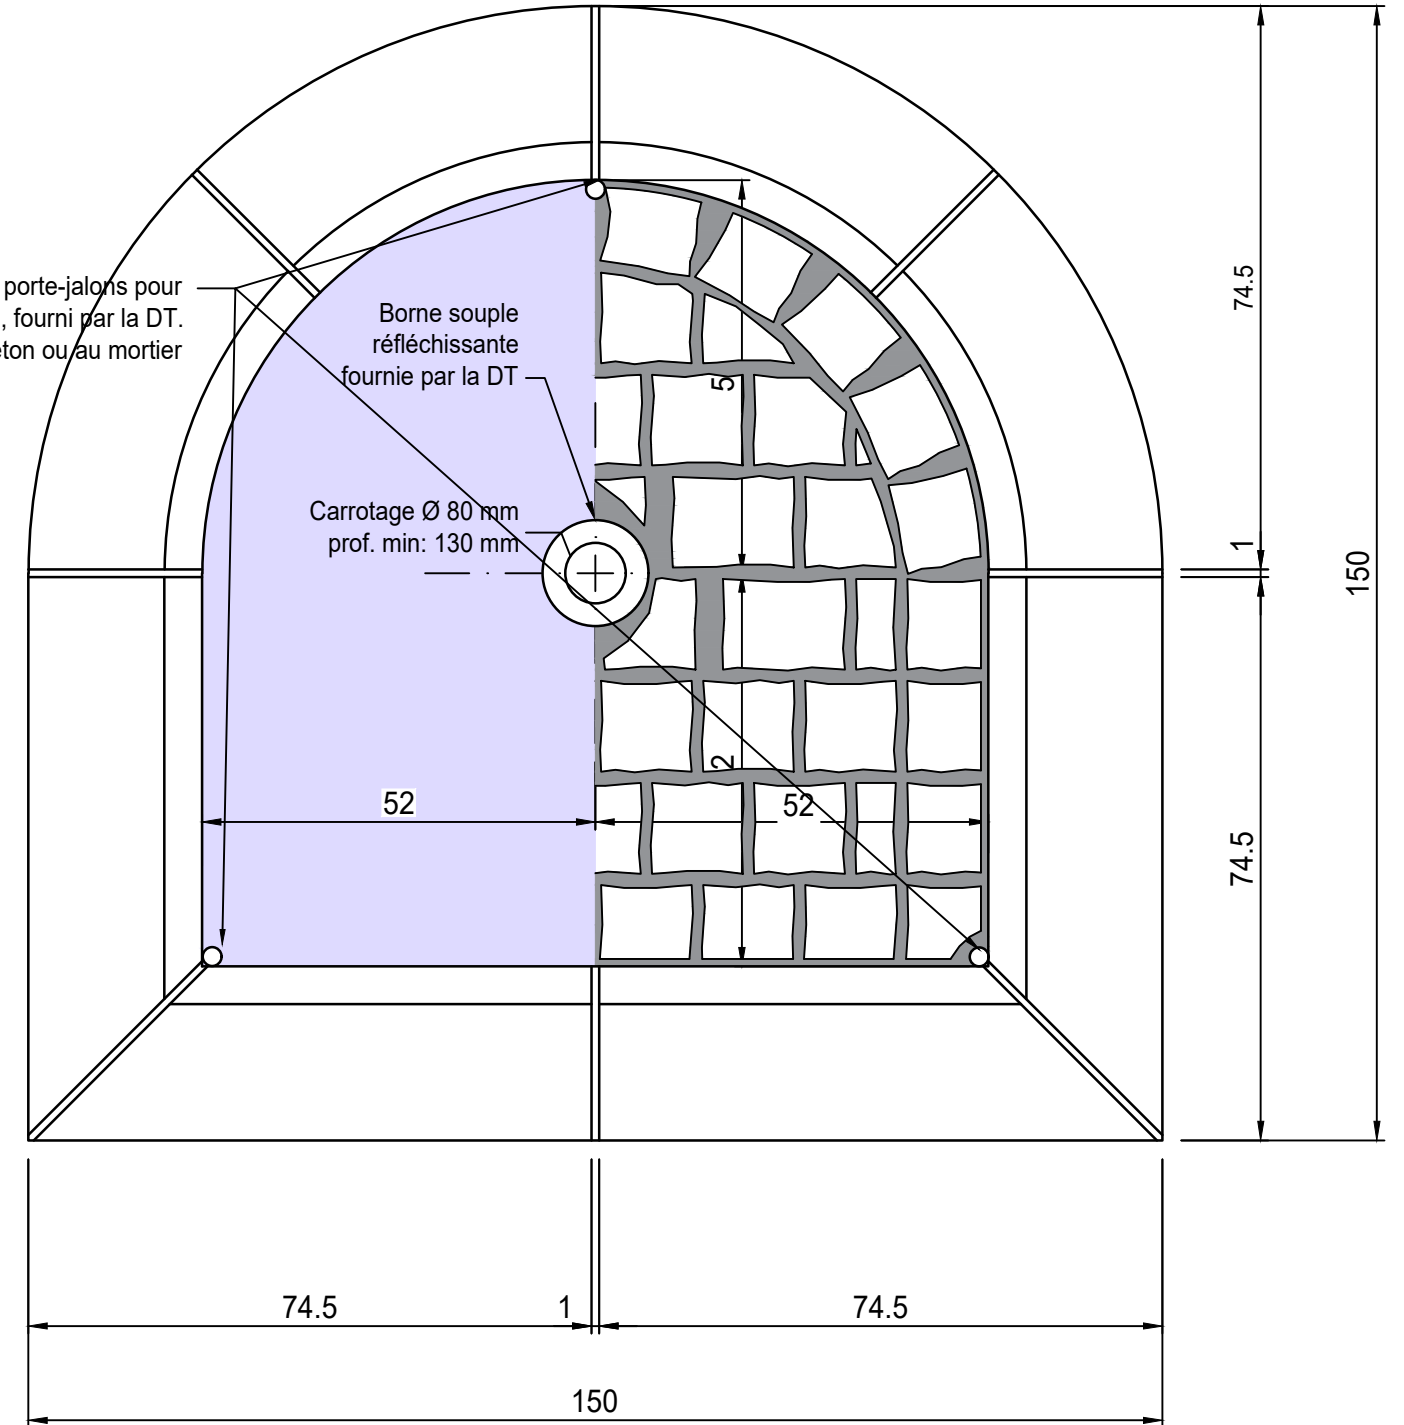 porte-jalons pour
, fourni par la DT.
éton ou au mortier
Borne souple
réfléchissante
fournie par la DT
Carrotage Ø 80 mm
prof. min: 130 mm
5
2
52
52
74.5
1
150
74.5
74.5
1
74.5
150